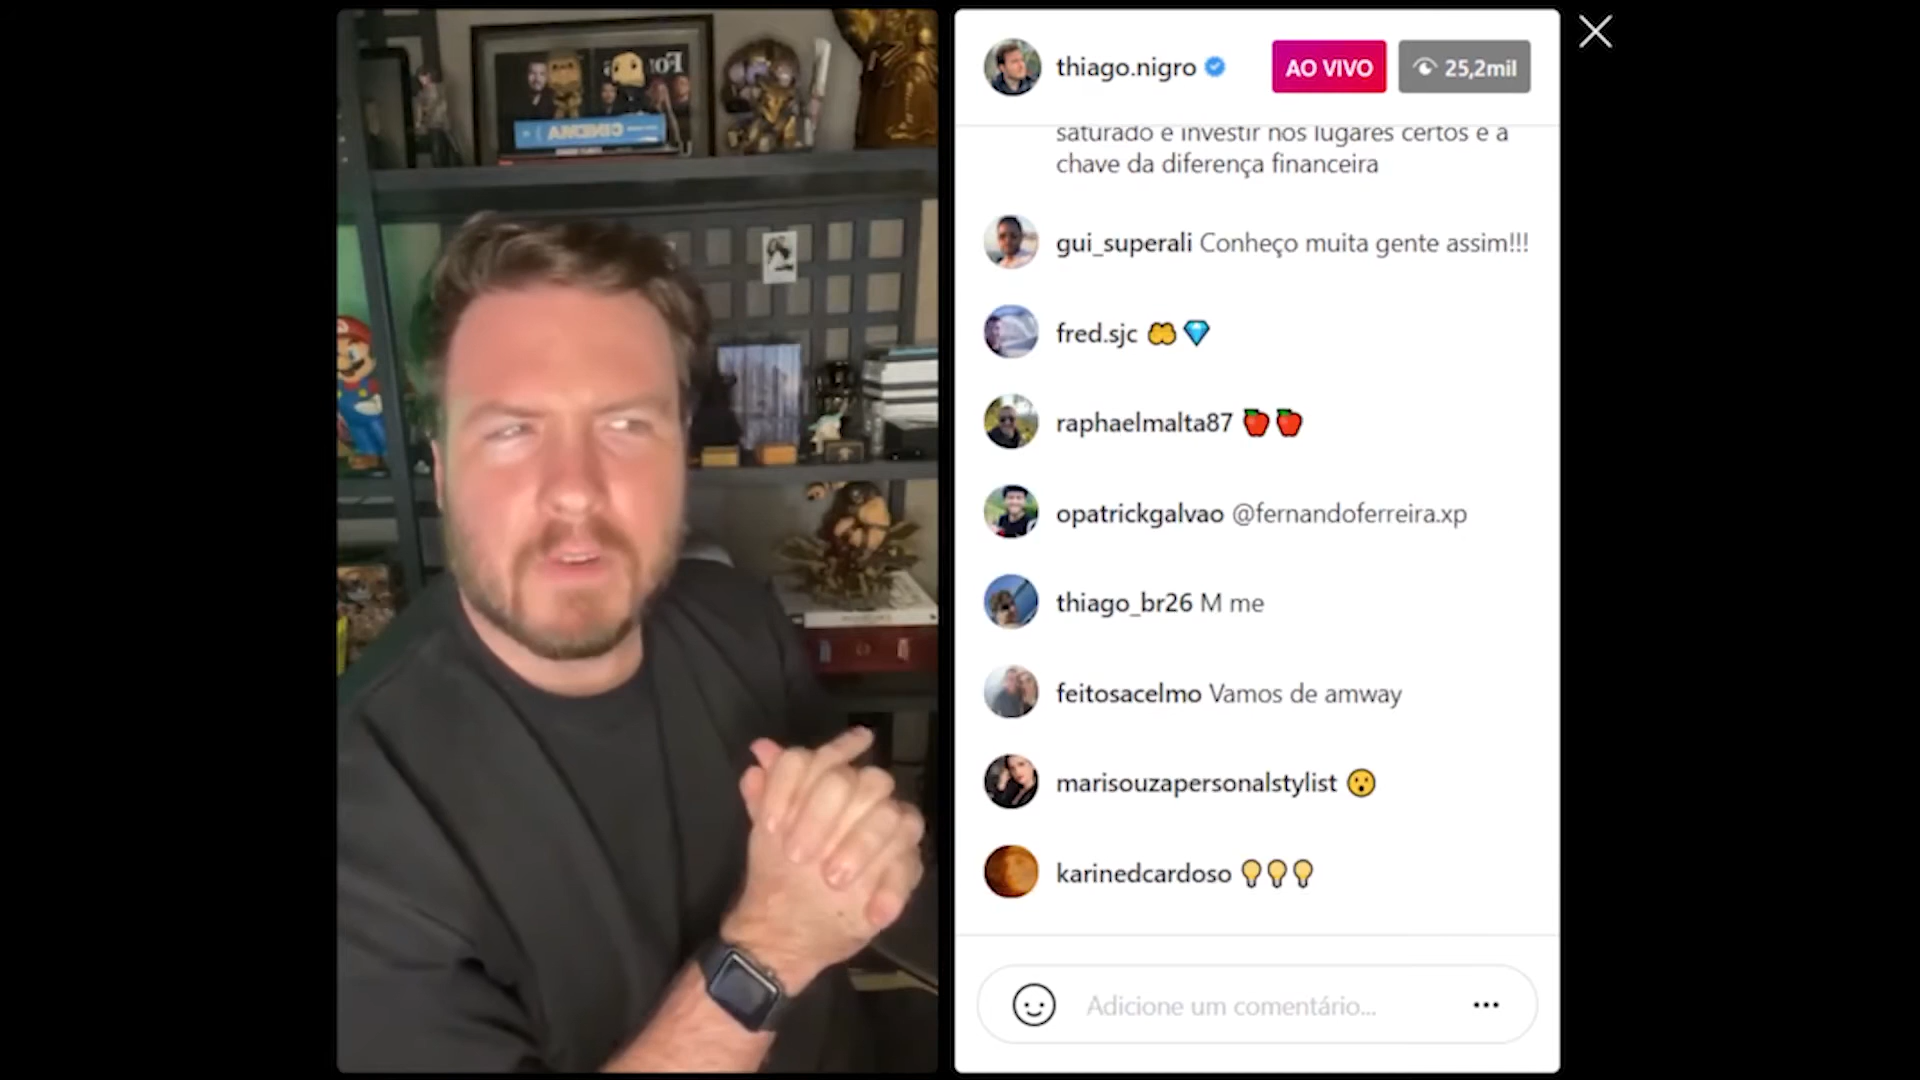 CINEMA
thiago.nigro
AO VIVO
25,2mil
saturado e investir nos lugares certos e a
chave da diferença financeira
gui_superali Conheço muita gente assim!!!
fred.sjc
raphaelmalta87
opatrickgalvao @fernandoferreira.xp
thiago_br26 M me
feitosacelmo Vamos de amway
marisouzapersonalstylist
karinedcardoso
Adicione um comentário...